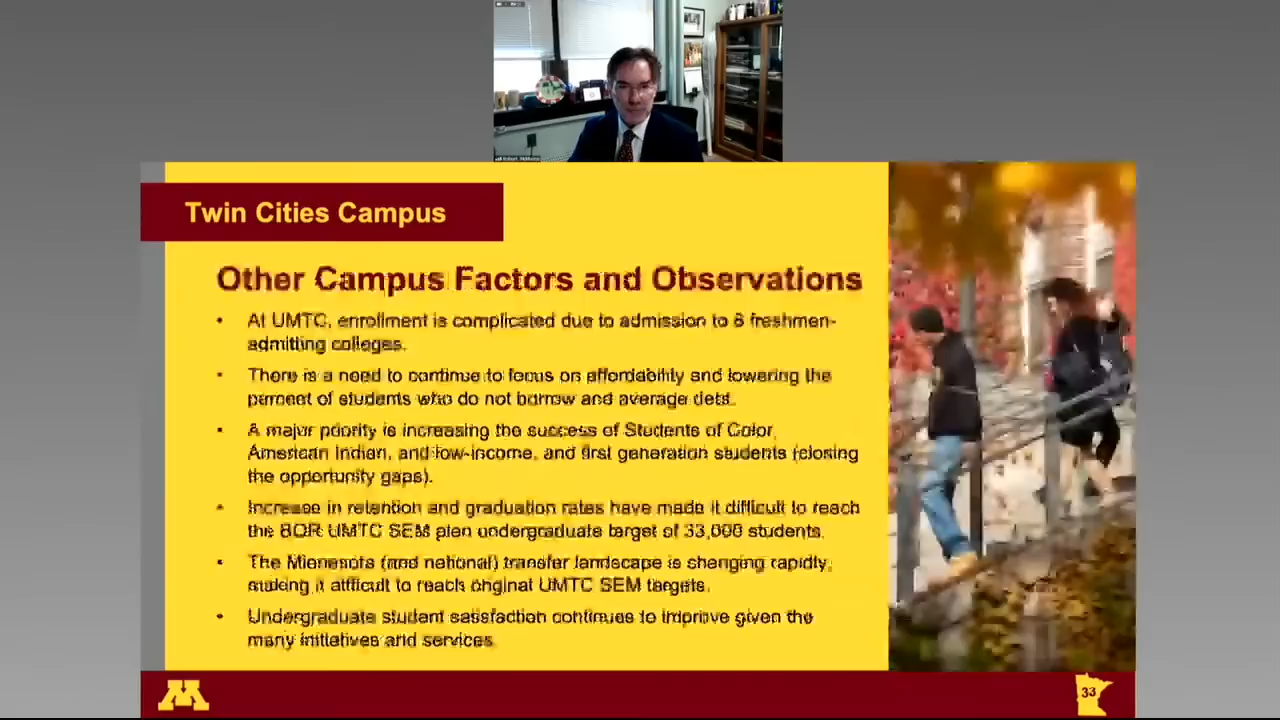 Twin Cities Campus
Other Campus Factors and Observations
• At UMTC, enrollment is complicated due to admission to 8 freshmen-
admitting colleges.
• There is a need to continue to focus on affordability and lowering the
percent of students who do not borrow and average debt.
• A major priority is increasing the success of Students of Color,
American Indian, and low-income, and first generation students (closing
the opportunity gaps).
• Increase in retention and graduation rates have made it difficult to reach
the BOR UMTC SEM plan undergraduate target of 33,000 students.
• The Minnesota (and national) transfer landscape is changing rapidly,
making it difficult to reach original UMTC SEM targets.
• Undergraduate student satisfaction continues to improve given the
many initiatives and services.
M
33